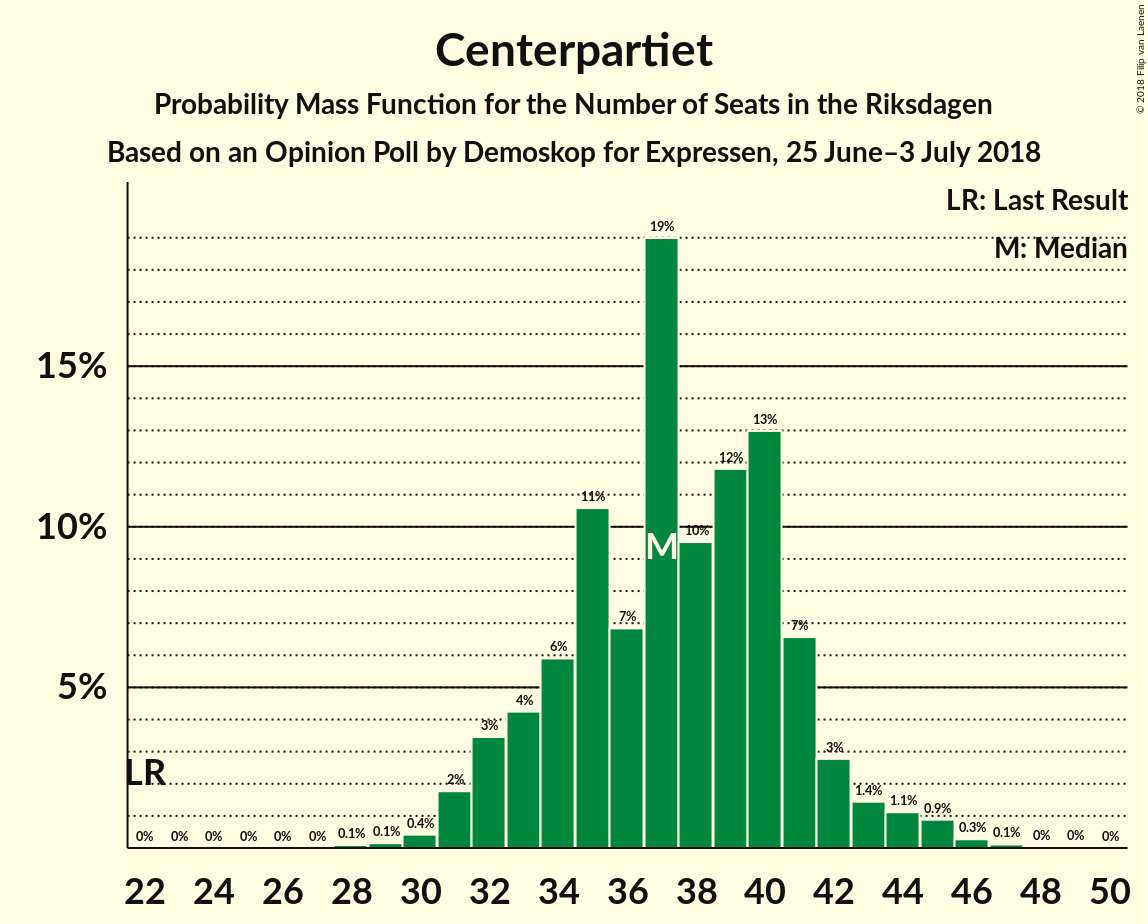 Centerpartiet
Probability Mass Function for the Number of Seats in the Riksdagen
Based on an Opinion Poll by Demoskop for Expressen, 25 June–3 July 2018
© 2018 Filip van Laenen
LR: Last Result
M: Median
15%
10%
5%
LR
M
0% 0% 0% 0% 0% 0% 0.1% 0.1% 0.4% 2% 3% 4% 6% 11% 7% 19% 10% 12% 13% 7% 3% 1.4% 1.1% 0.9% 0.3% 0.1% 0% 0% 0%
22 24 26 28 30 32 34 36 38 40 42 44 46 48 50